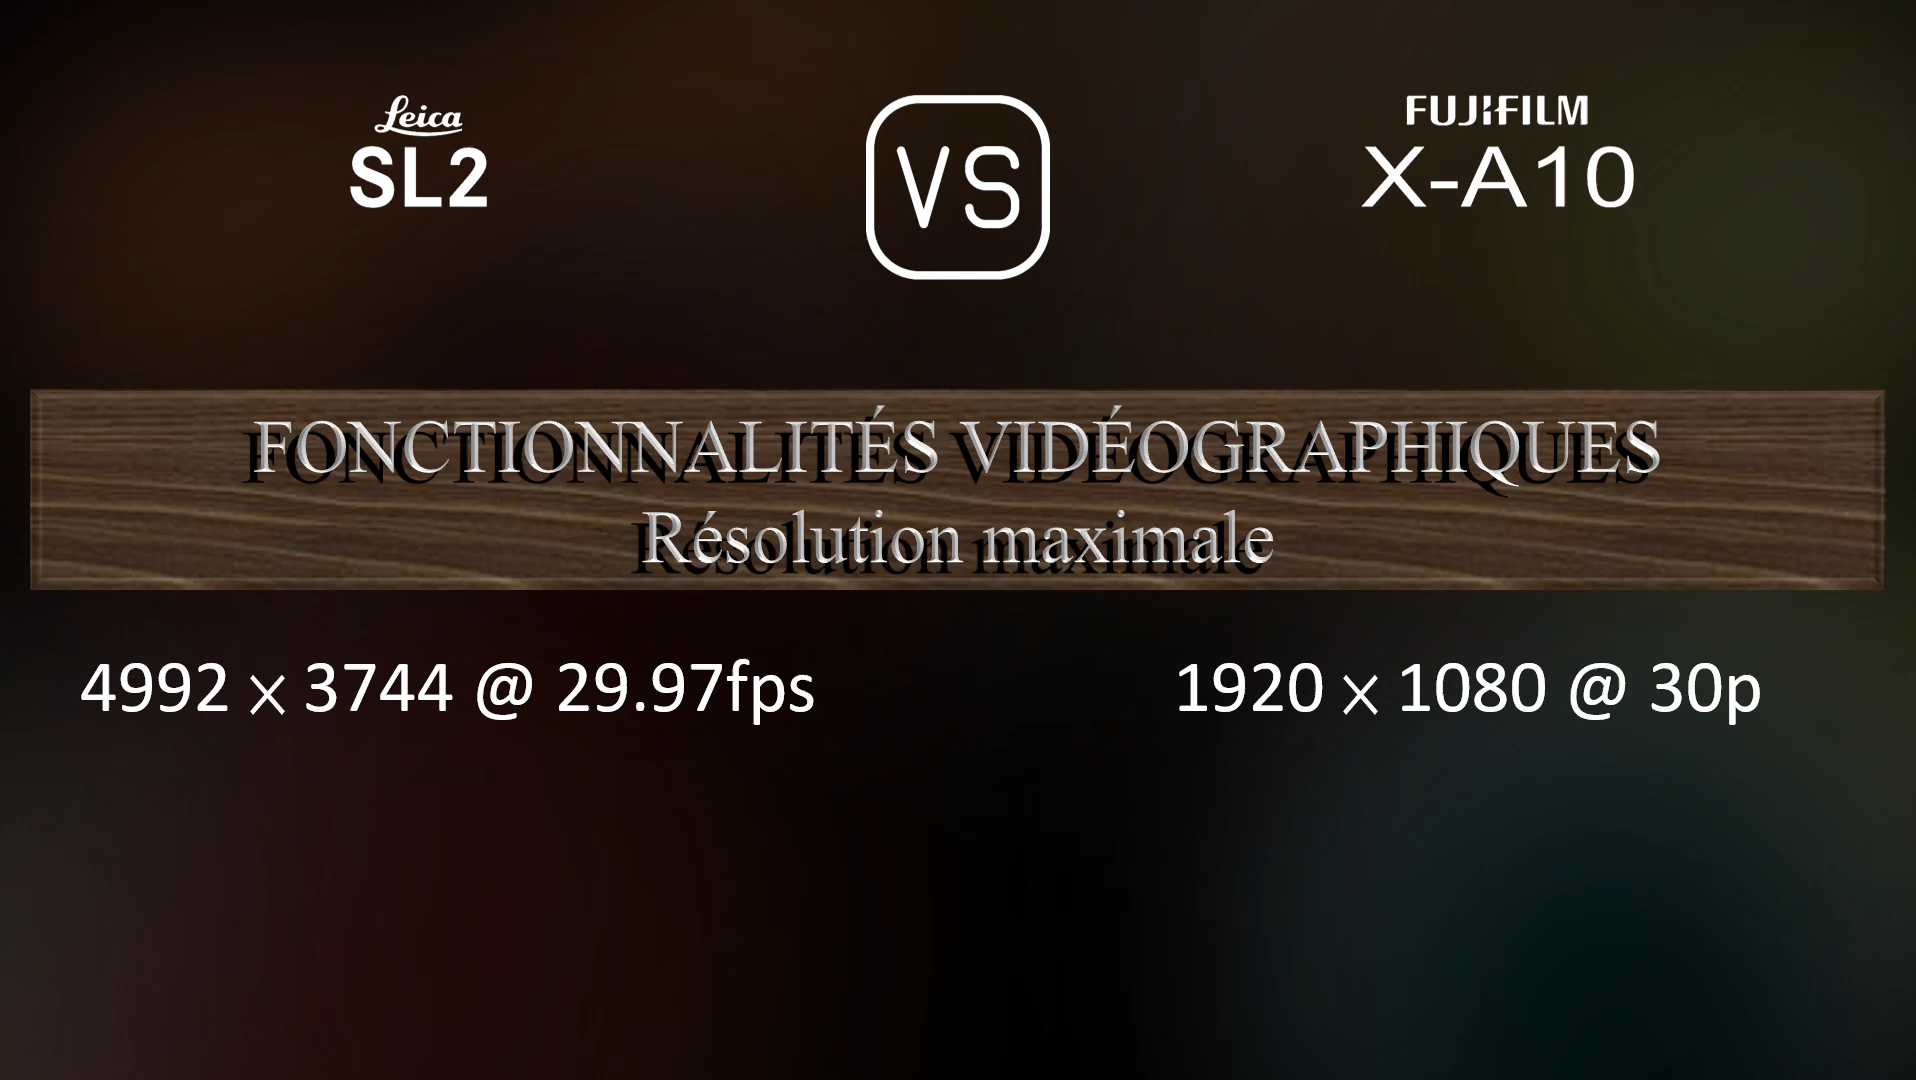 Leica
SL2
VS
FUJIFILM
X-A10
FONCTIONNALITÉS VIDÉOGRAPHIQUES
Résolution maximale
4992 x 3744 @ 29.97fps
1920 x 1080 @ 30p